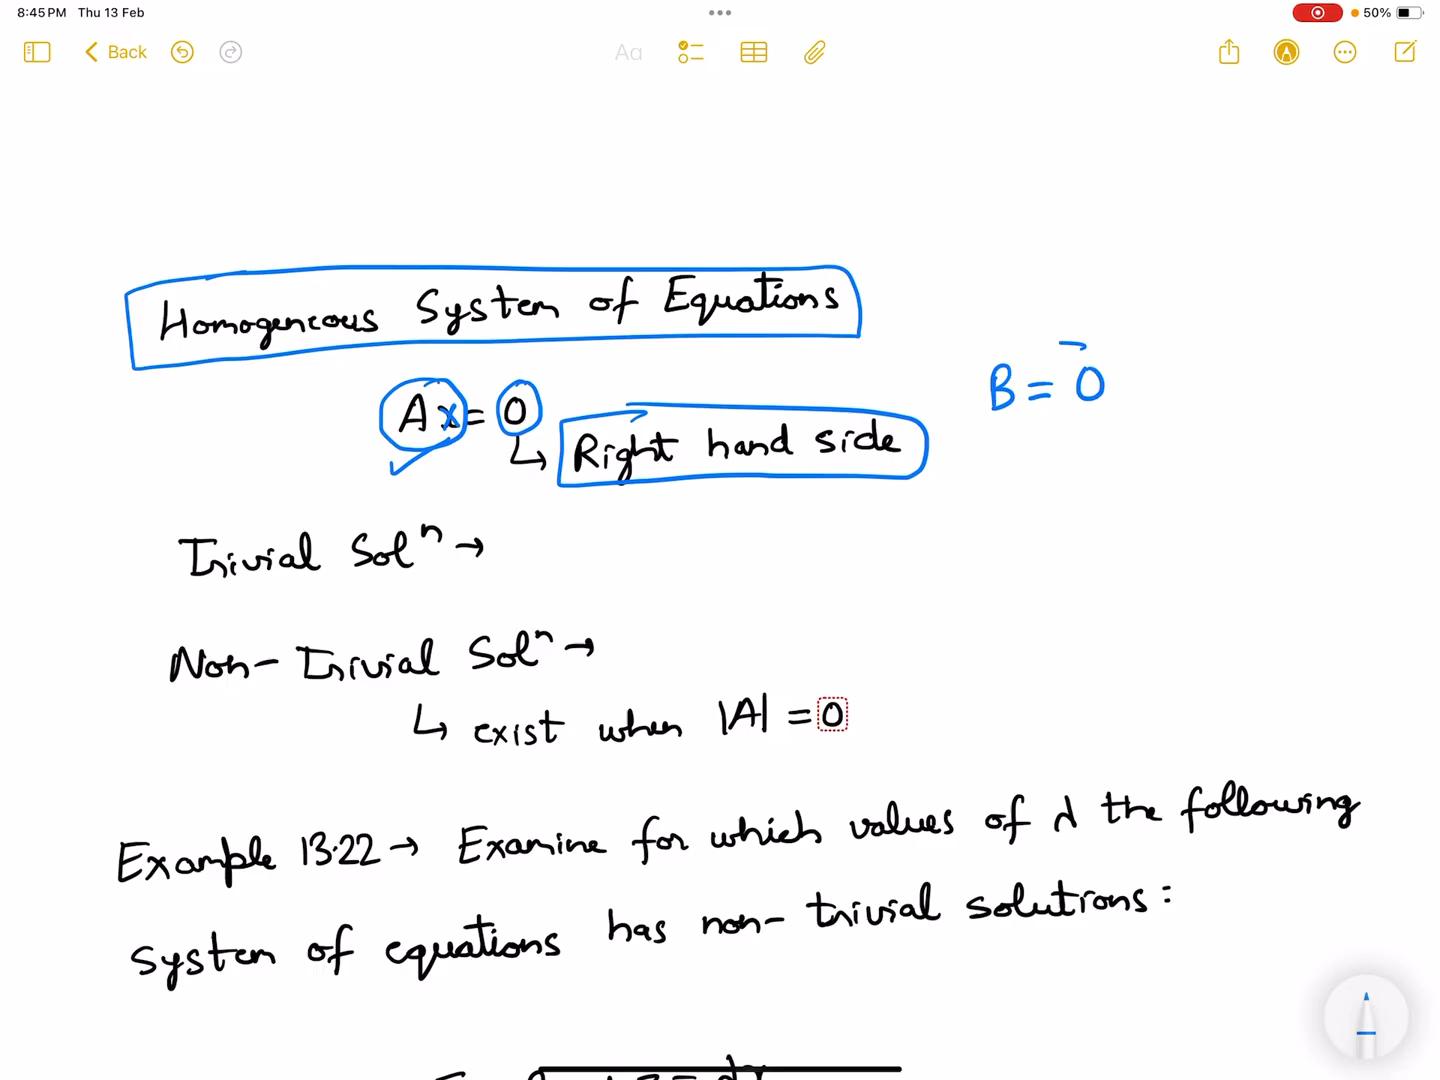 8:45 PM Thu 13 Feb
50%
Back
Aa
Homogeneous System of Equations
Ax = 0
B = 0
↳ Right hand side
Trivial Solⁿ →
Non-Trivial Solⁿ →
↳ exist when |A| = 0
Example 13.22 → Examine for which values of λ the following
system of equations has non-trivial solutions: